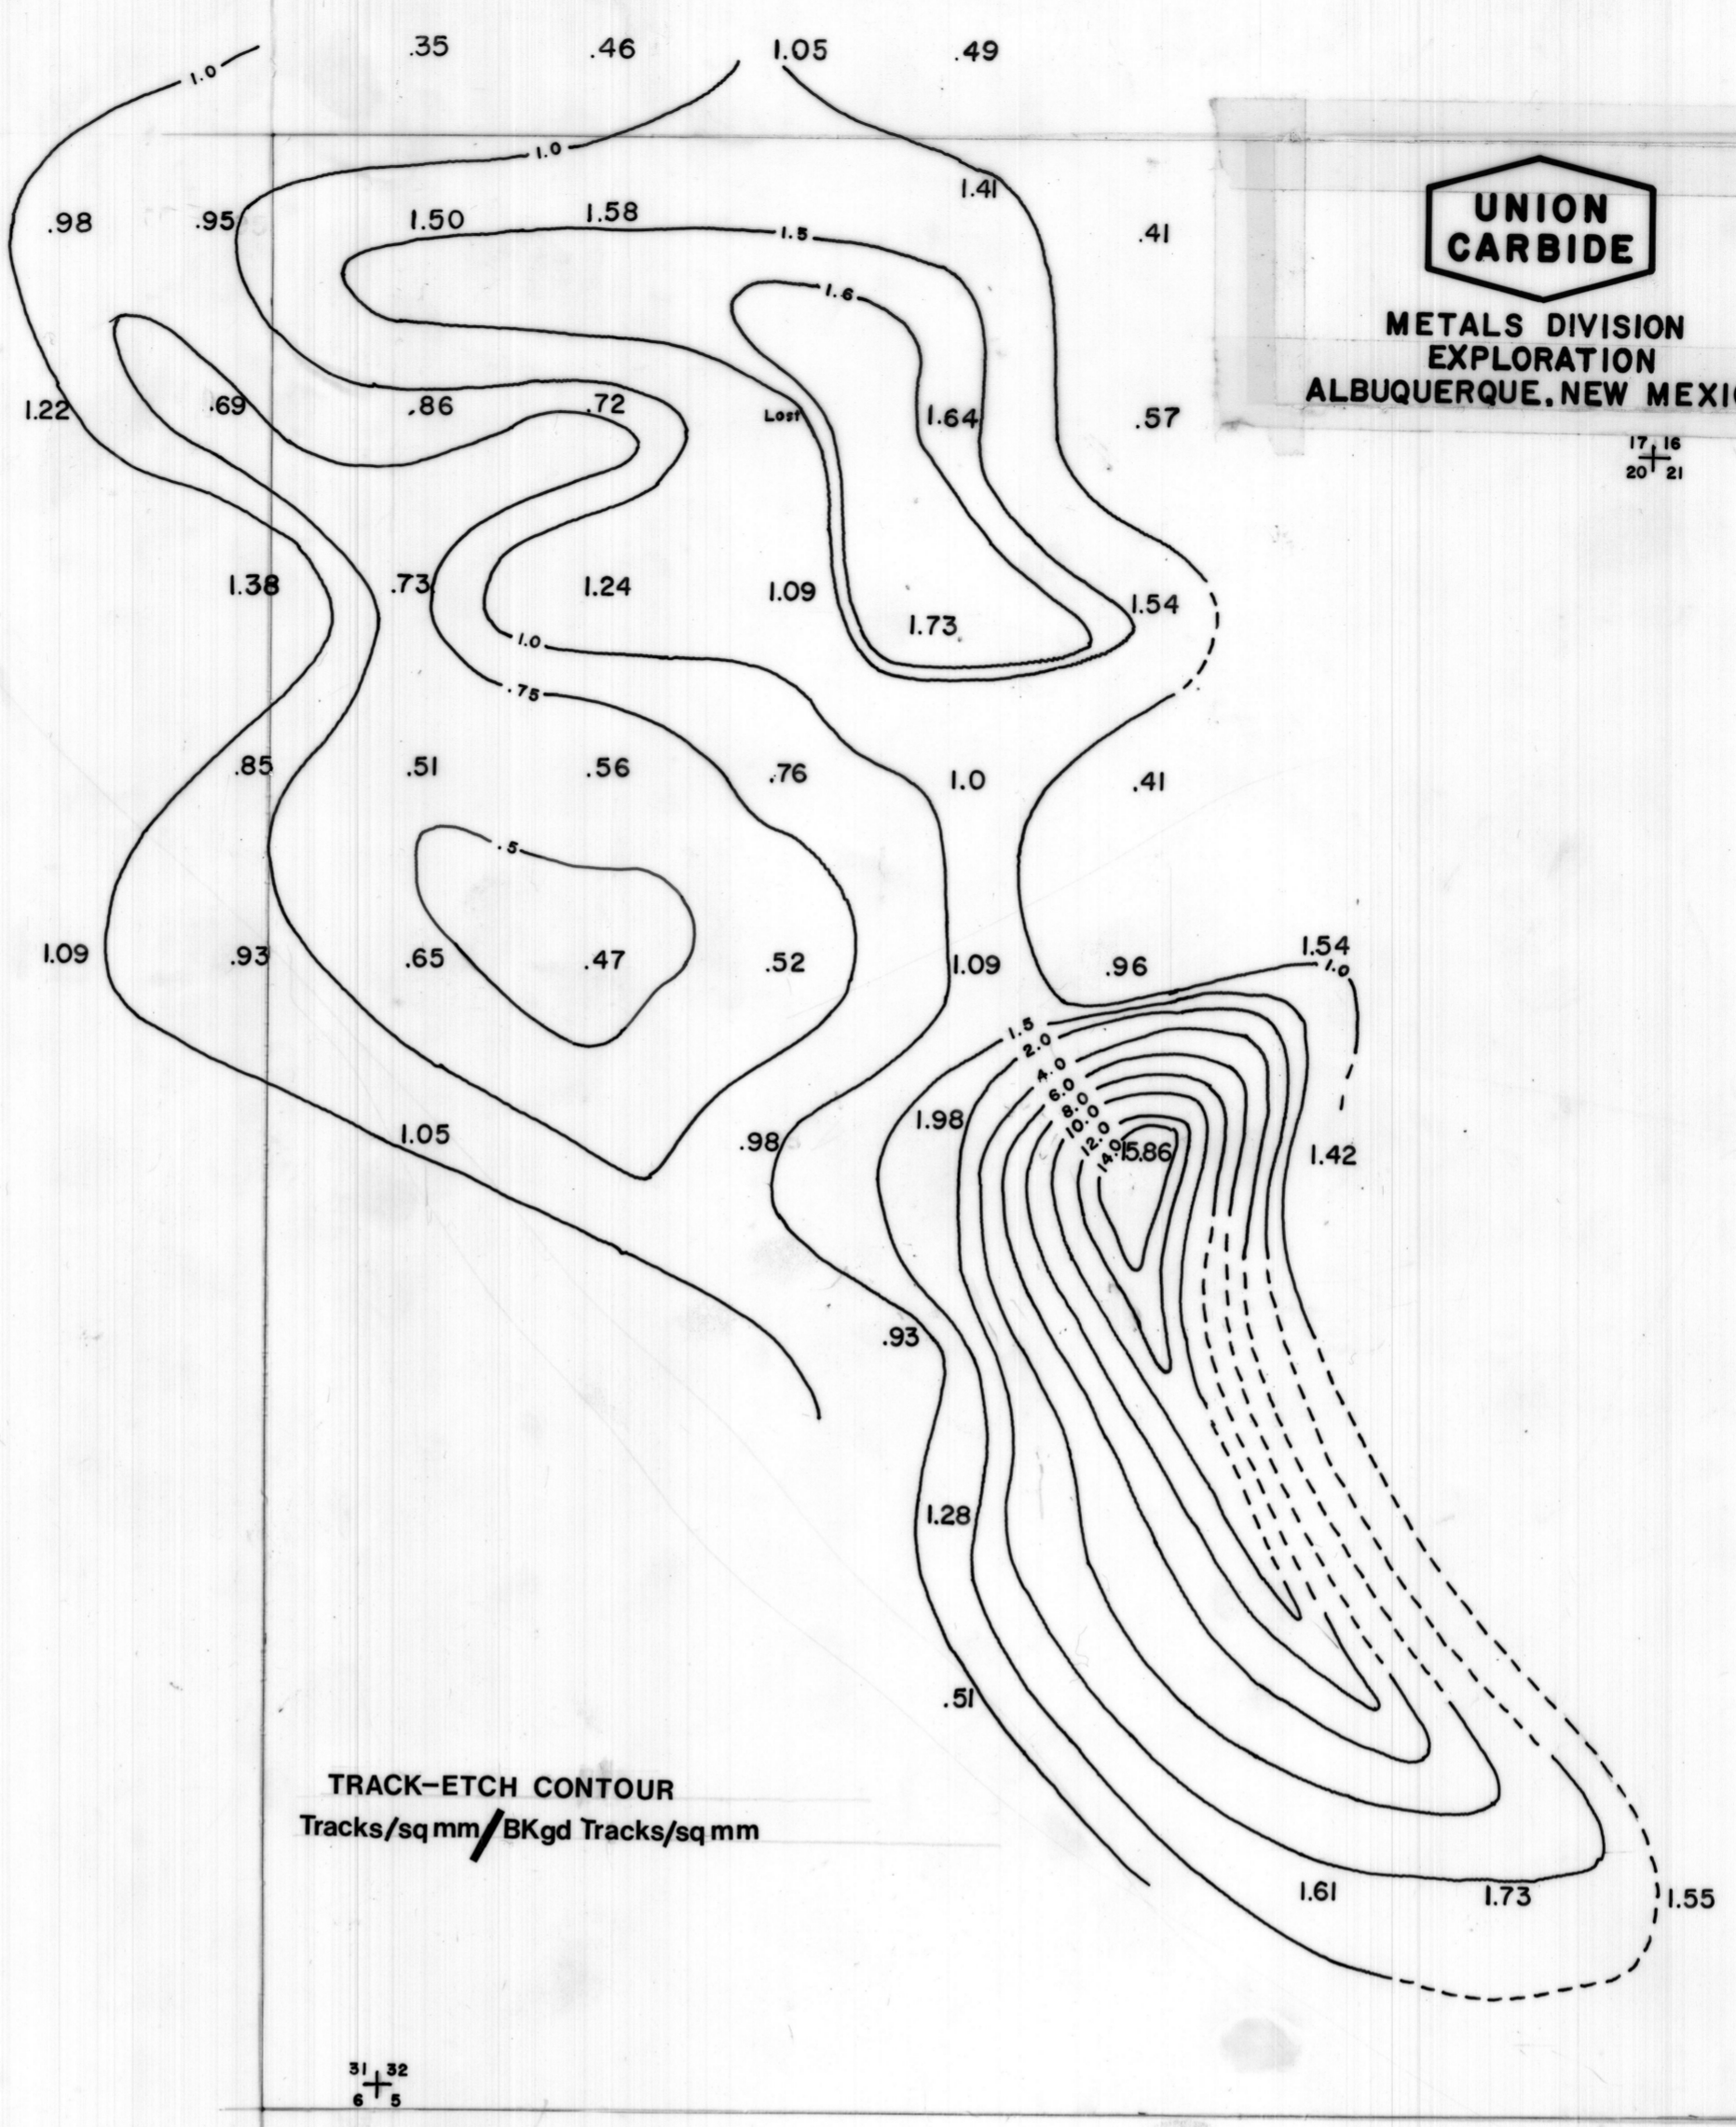 .35 .46 1.05 .49
1.0
1.0
1.41
UNION
CARBIDE
METALS DIVISION
EXPLORATION
ALBUQUERQUE, NEW MEXI
.98 .95 1.50 1.58 1.5 .41
1.6
1.22 .69 .86 .72 Lost 1.64 .57
17 16
20 21
1.38 .73 1.24 1.09 1.73 1.54
1.0
.75
.85 .51 .56 .76 1.0 .41
.5
1.09 .93 .65 .47 .52 1.09 .96 1.54
1.0
1.5
2.0
4.0
6.0
8.0
10.0
12.0
14.0
1.05 .98 1.98 15.86 1.42
.93
1.28
.51
TRACK-ETCH CONTOUR
Tracks/sq mm/BKgd Tracks/sq mm
1.61 1.73 1.55
31 32
6 5